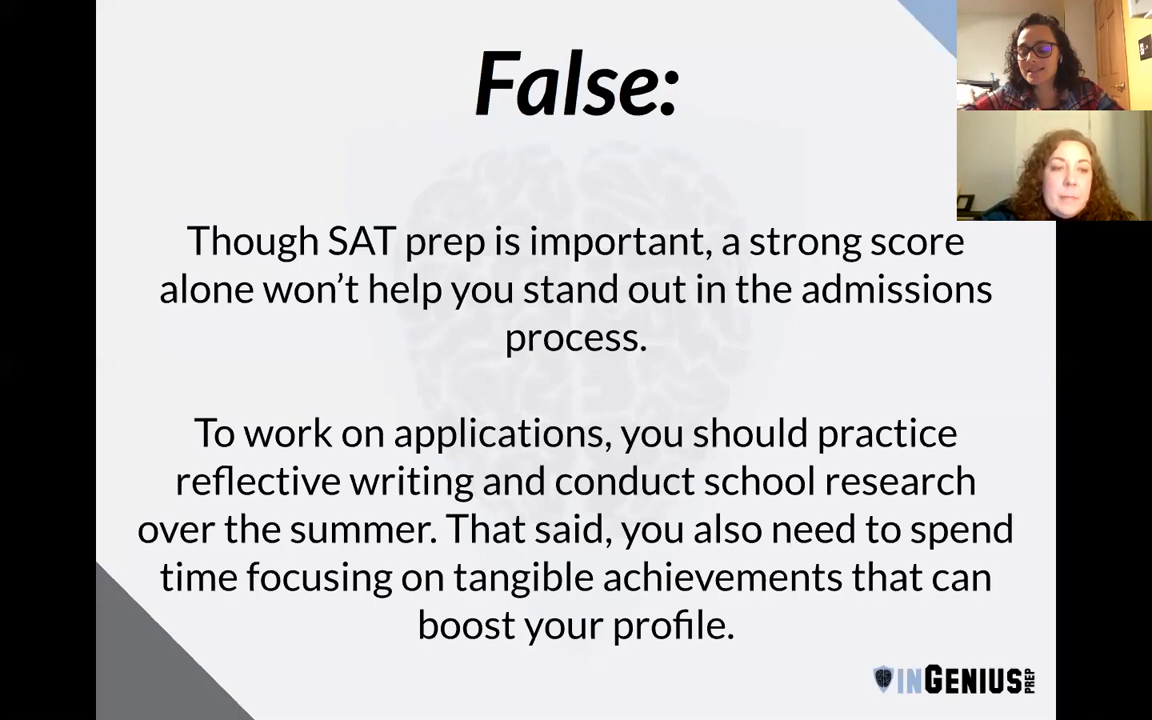 False:
Though SAT prep is important, a strong score
alone won’t help you stand out in the admissions
process.
To work on applications, you should practice
reflective writing and conduct school research
over the summer. That said, you also need to spend
time focusing on tangible achievements that can
boost your profile.
INGENIUS PREP